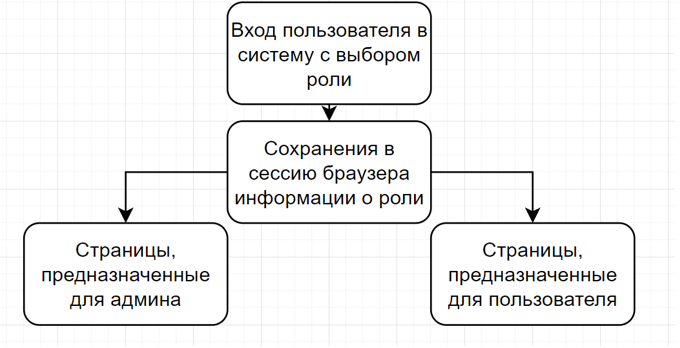 Вход пользователя в
систему с выбором
роли
Сохранения в
сессию браузера
информации о роли
Страницы,
предназначенные
для админа
Страницы,
предназначенные
для пользователя